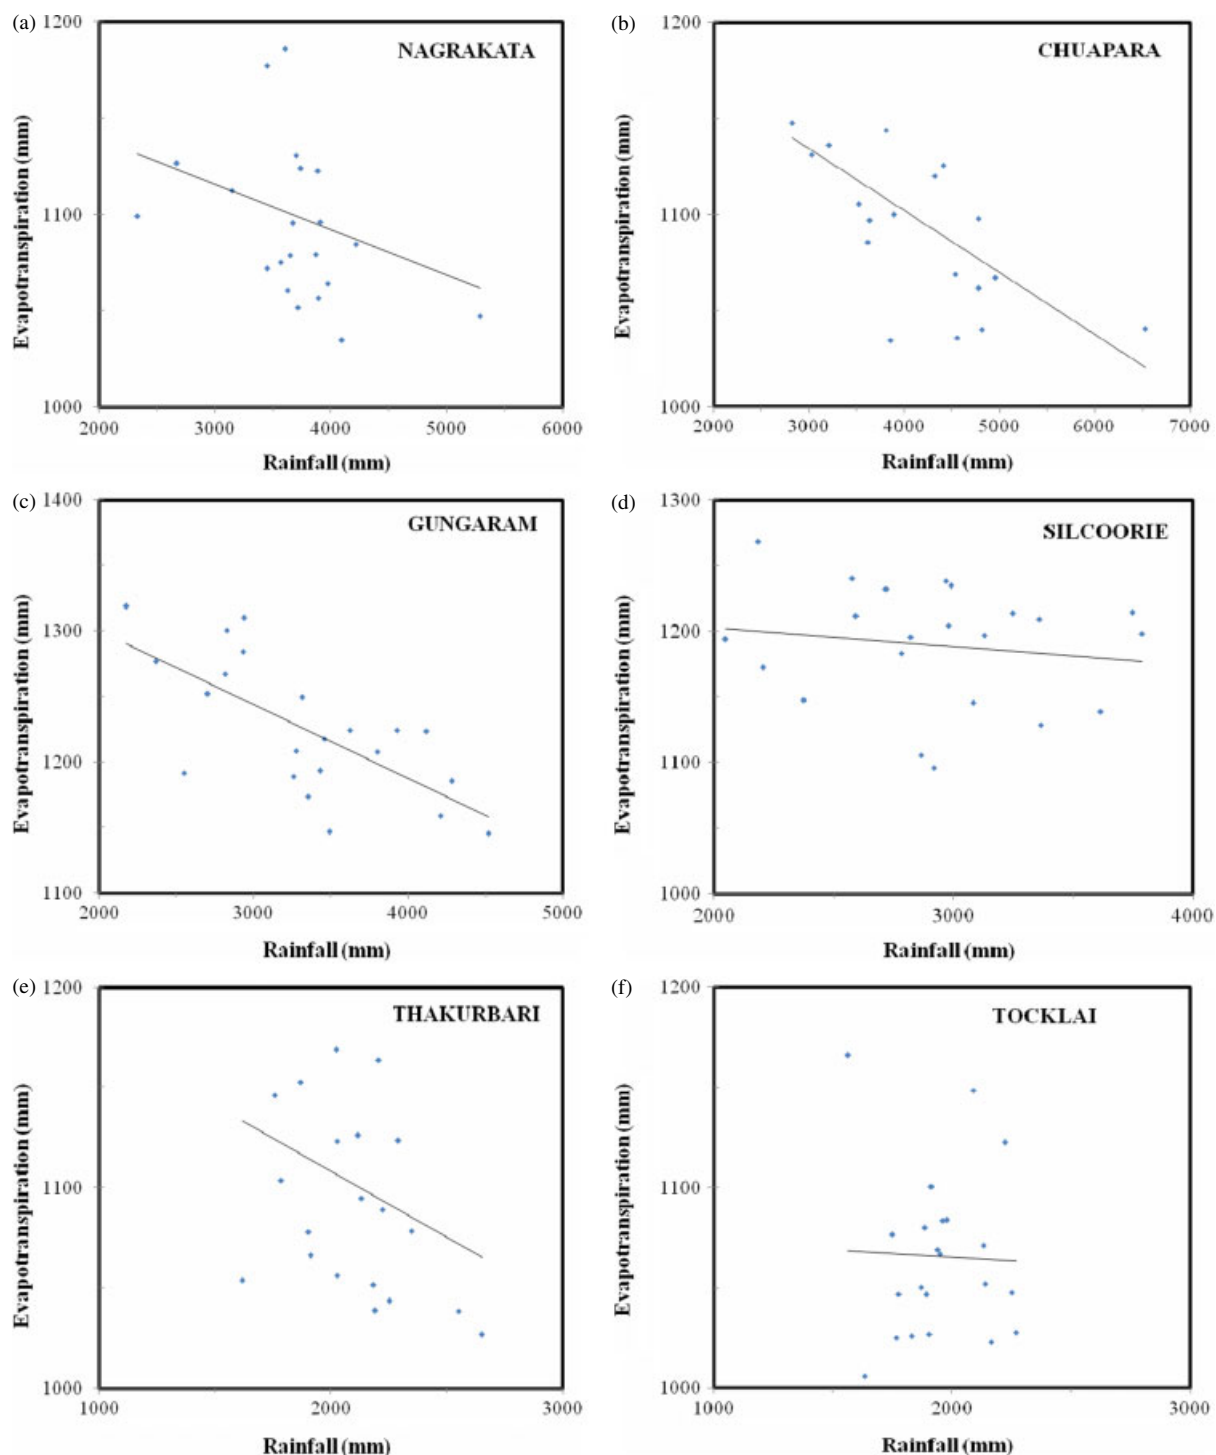 (a)
1200
NAGRAKATA
Evapotranspiration (mm)
1100
1000
2000 3000 4000 5000 6000
Rainfall (mm)
(b)
1200
CHUAPARA
Evapotranspiration (mm)
1100
1000
2000 3000 4000 5000 6000 7000
Rainfall (mm)
(c)
1400
GUNGARAM
Evapotranspiration (mm)
1300
1200
1100
2000 3000 4000 5000
Rainfall (mm)
(d)
1300
SILCOORIE
Evapotranspiration (mm)
1200
1100
1000
2000 3000 4000
Rainfall (mm)
(e)
1200
THAKURBARI
Evapotranspiration (mm)
1100
1000
1000 2000 3000
Rainfall (mm)
(f)
1200
TOCKLAI
Evapotranspiration (mm)
1100
1000
1000 2000 3000
Rainfall (mm)